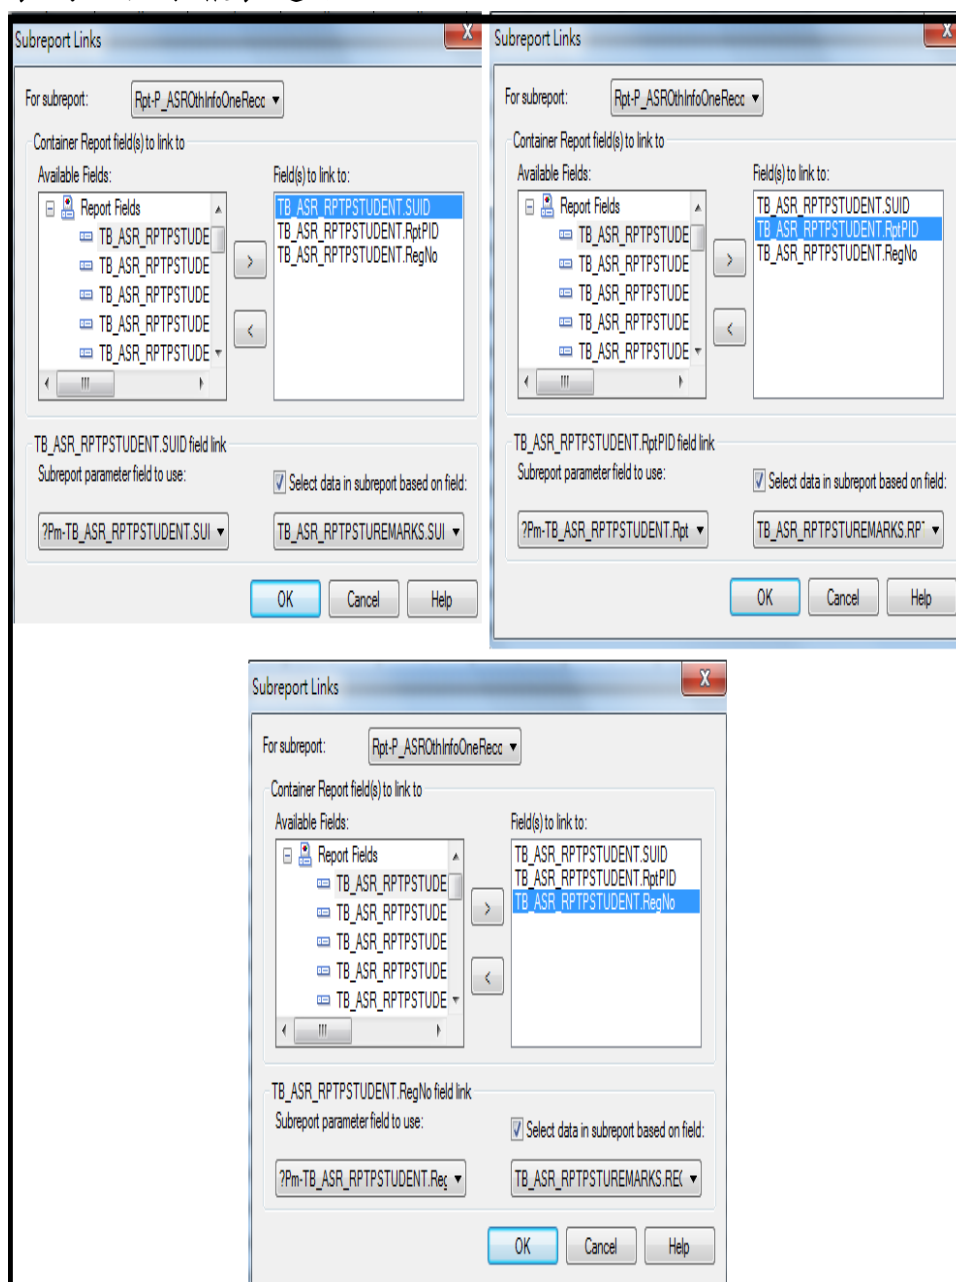 Subreport Links
X
For subreport:
Rpt-P_ASROthInfoOneRecc
Container Report field(s) to link to
Available Fields:
Field(s) to link to:
Report Fields
TB_ASR_RPTPSTUDE
TB_ASR_RPTPSTUDE
TB_ASR_RPTPSTUDE
TB_ASR_RPTPSTUDE
TB_ASR_RPTPSTUDE
>
<
TB_ASR_RPTPSTUDENT.SUID
TB_ASR_RPTPSTUDENT.RptPID
TB_ASR_RPTPSTUDENT.RegNo
TB_ASR_RPTPSTUDENT.SUID field link
Subreport parameter field to use:
Select data in subreport based on field:
?Pm-TB_ASR_RPTPSTUDENT.SUI
TB_ASR_RPTPSTUREMARKS.SUI
OK
Cancel
Help
Subreport Links
X
For subreport:
Rpt-P_ASROthInfoOneRecc
Container Report field(s) to link to
Available Fields:
Field(s) to link to:
Report Fields
TB_ASR_RPTPSTUDE
TB_ASR_RPTPSTUDE
TB_ASR_RPTPSTUDE
TB_ASR_RPTPSTUDE
TB_ASR_RPTPSTUDE
>
<
TB_ASR_RPTPSTUDENT.SUID
TB_ASR_RPTPSTUDENT.RptPID
TB_ASR_RPTPSTUDENT.RegNo
TB_ASR_RPTPSTUDENT.RptPID field link
Subreport parameter field to use:
Select data in subreport based on field:
?Pm-TB_ASR_RPTPSTUDENT.Rpt
TB_ASR_RPTPSTUREMARKS.RP
OK
Cancel
Help
Subreport Links
X
For subreport:
Rpt-P_ASROthInfoOneRecc
Container Report field(s) to link to
Available Fields:
Field(s) to link to:
Report Fields
TB_ASR_RPTPSTUDE
TB_ASR_RPTPSTUDE
TB_ASR_RPTPSTUDE
TB_ASR_RPTPSTUDE
TB_ASR_RPTPSTUDE
>
<
TB_ASR_RPTPSTUDENT.SUID
TB_ASR_RPTPSTUDENT.RptPID
TB_ASR_RPTPSTUDENT.RegNo
TB_ASR_RPTPSTUDENT.RegNo field link
Subreport parameter field to use:
Select data in subreport based on field:
?Pm-TB_ASR_RPTPSTUDENT.Reg
TB_ASR_RPTPSTUREMARKS.RE
OK
Cancel
Help